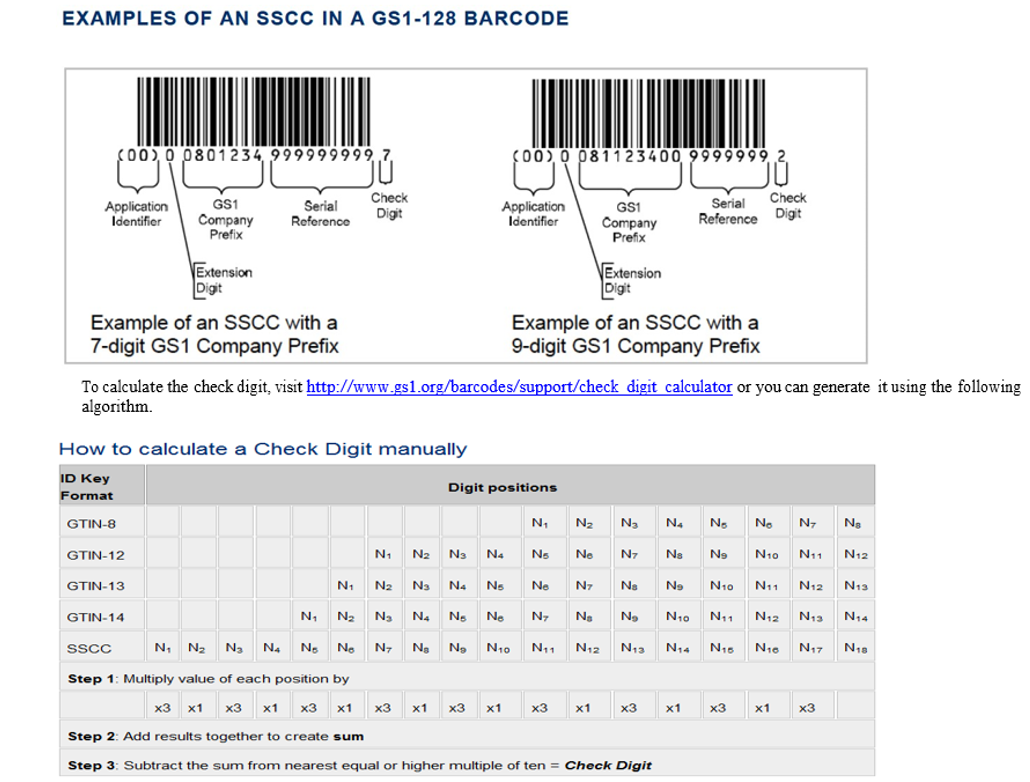 EXAMPLES OF AN SSCC IN A GS1-128 BARCODE
(00) 0 0801234 999999999 7
Application Identifier
GS1 Company Prefix
Serial Reference
Check Digit
Extension Digit
Example of an SSCC with a
7-digit GS1 Company Prefix
(00) 0 081123400 9999999 2
Application Identifier
GS1 Company Prefix
Serial Reference
Check Digit
Extension Digit
Example of an SSCC with a
9-digit GS1 Company Prefix
To calculate the check digit, visit http://www.gs1.org/barcodes/support/check_digit_calculator or you can generate it using the following
algorithm.
How to calculate a Check Digit manually
ID Key Format Digit positions
GTIN-8 N1 N2 N3 N4 N5 N6 N7 N8
GTIN-12 N1 N2 N3 N4 N5 N6 N7 N8 N9 N10 N11 N12
GTIN-13 N1 N2 N3 N4 N5 N6 N7 N8 N9 N10 N11 N12 N13
GTIN-14 N1 N2 N3 N4 N5 N6 N7 N8 N9 N10 N11 N12 N13 N14
SSCC N1 N2 N3 N4 N5 N6 N7 N8 N9 N10 N11 N12 N13 N14 N15 N16 N17 N18
Step 1: Multiply value of each position by
x3 x1 x3 x1 x3 x1 x3 x1 x3 x1 x3 x1 x3 x1 x3 x1 x3
Step 2: Add results together to create sum
Step 3: Subtract the sum from nearest equal or higher multiple of ten = Check Digit